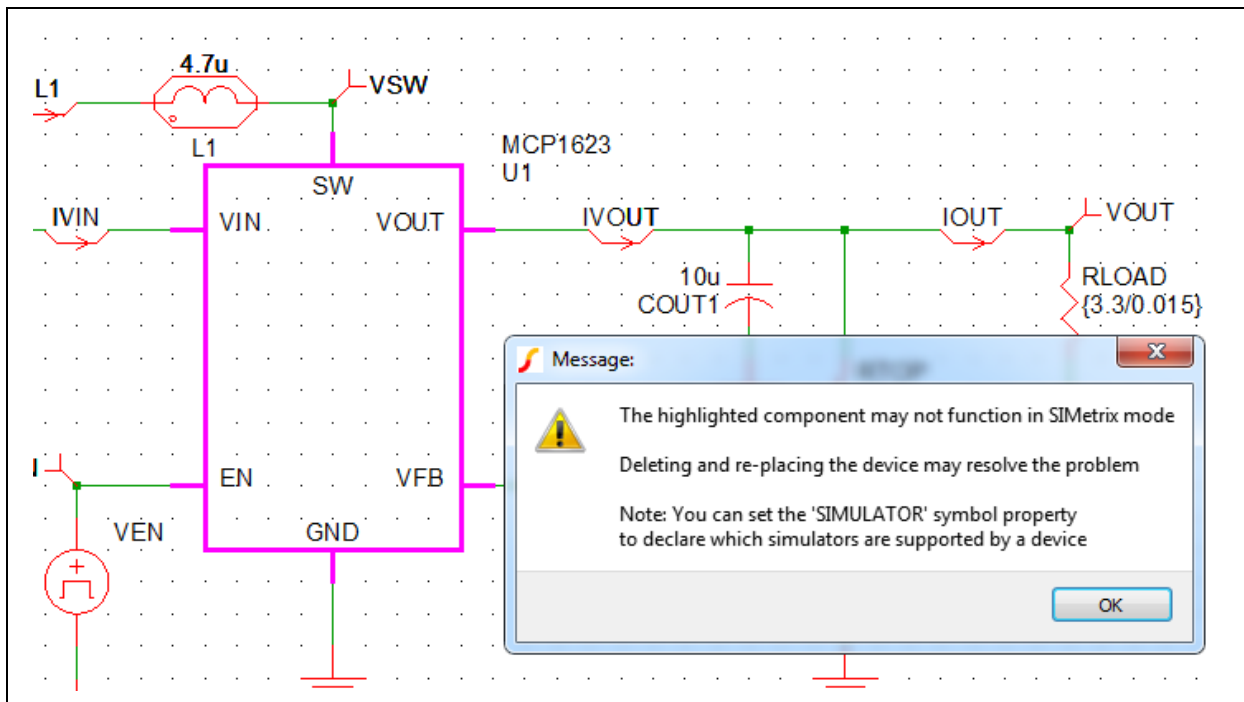 4.7u
L1
VSW
L1
MCP1623
U1
SW
IVIN
VIN
VOUT
IVOUT
IOUT
VOUT
10u
COUT1
RLOAD
{3.3/0.015}
Message:
RTOP
The highlighted component may not function in SIMetrix mode
Deleting and re-placing the device may resolve the problem
Note: You can set the 'SIMULATOR' symbol property
to declare which simulators are supported by a device
OK
EN
VFB
VEN
GND